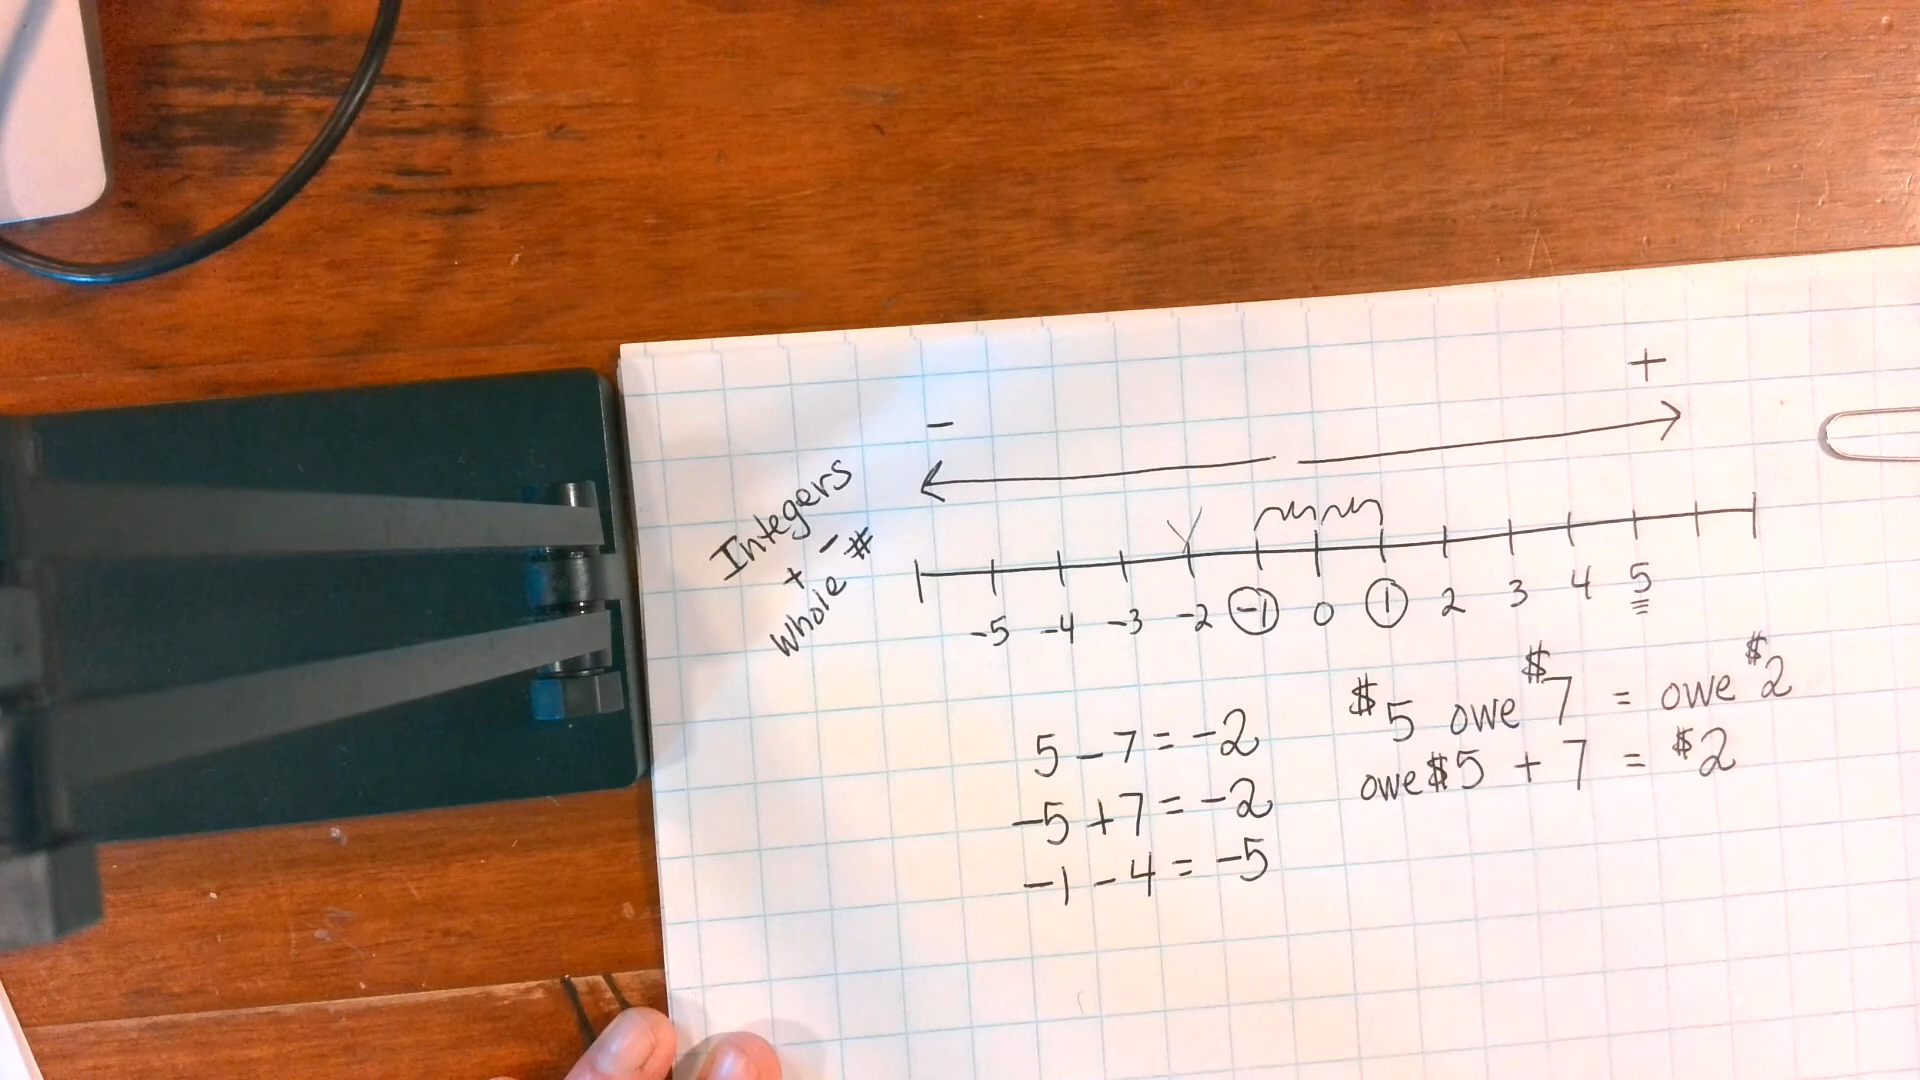 +
-
Integers
+ -
Whole #
-5 -4 -3 -2 -1 0 1 2 3 4 5
5 - 7 = -2
-5 + 7 = -2
-1 - 4 = -5
$5 owe $7 = owe $2
owe $5 + 7 = $2